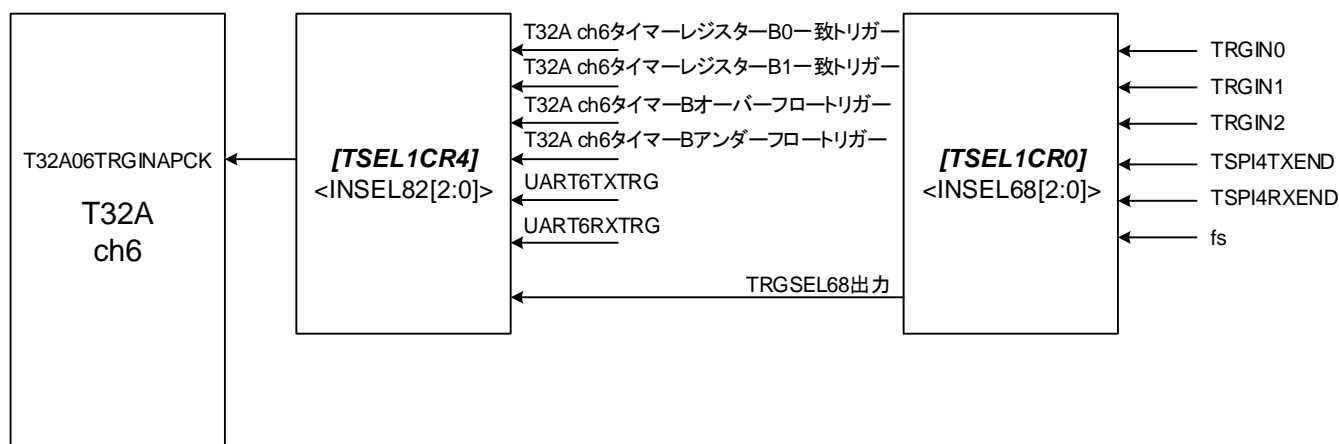 T32A06TRGINAPCK
T32A
ch6
[TSEL1CR4]
<INSEL82[2:0]>
T32A ch6タイマーレジスターB0一致トリガー
T32A ch6タイマーレジスターB1一致トリガー
T32A ch6タイマーBオーバーフロートリガー
T32A ch6タイマーBアンダーフロートリガー
UART6TXTRG
UART6RXTRG
TRGSEL68出力
[TSEL1CR0]
<INSEL68[2:0]>
TRGIN0
TRGIN1
TRGIN2
TSPI4TXEND
TSPI4RXEND
fs